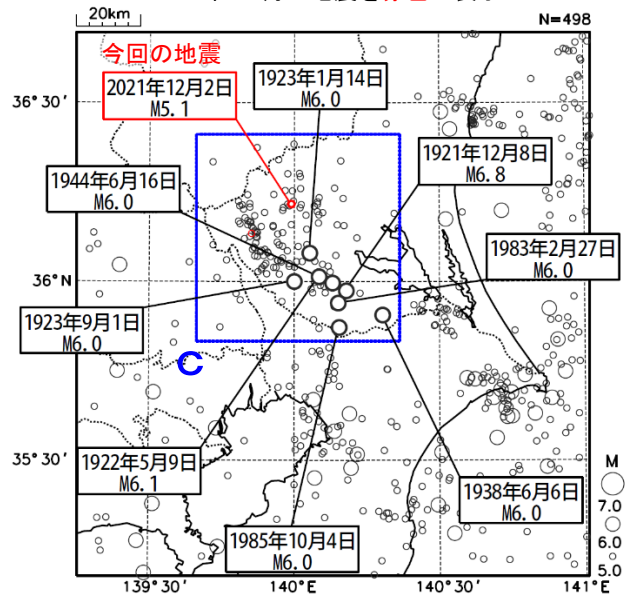 20km
N=498
今回の地震
2021年12月2日
M5.1
1923年1月14日
M6.0
1921年12月8日
M6.8
1944年6月16日
M6.0
1983年2月27日
M6.0
1923年9月1日
M6.0
C
1922年5月9日
M6.1
1985年10月4日
M6.0
1938年6月6日
M6.0
36°30′
36°N
35°30′
139°30′
140°E
140°30′
141°E
M
7.0
6.0
5.0